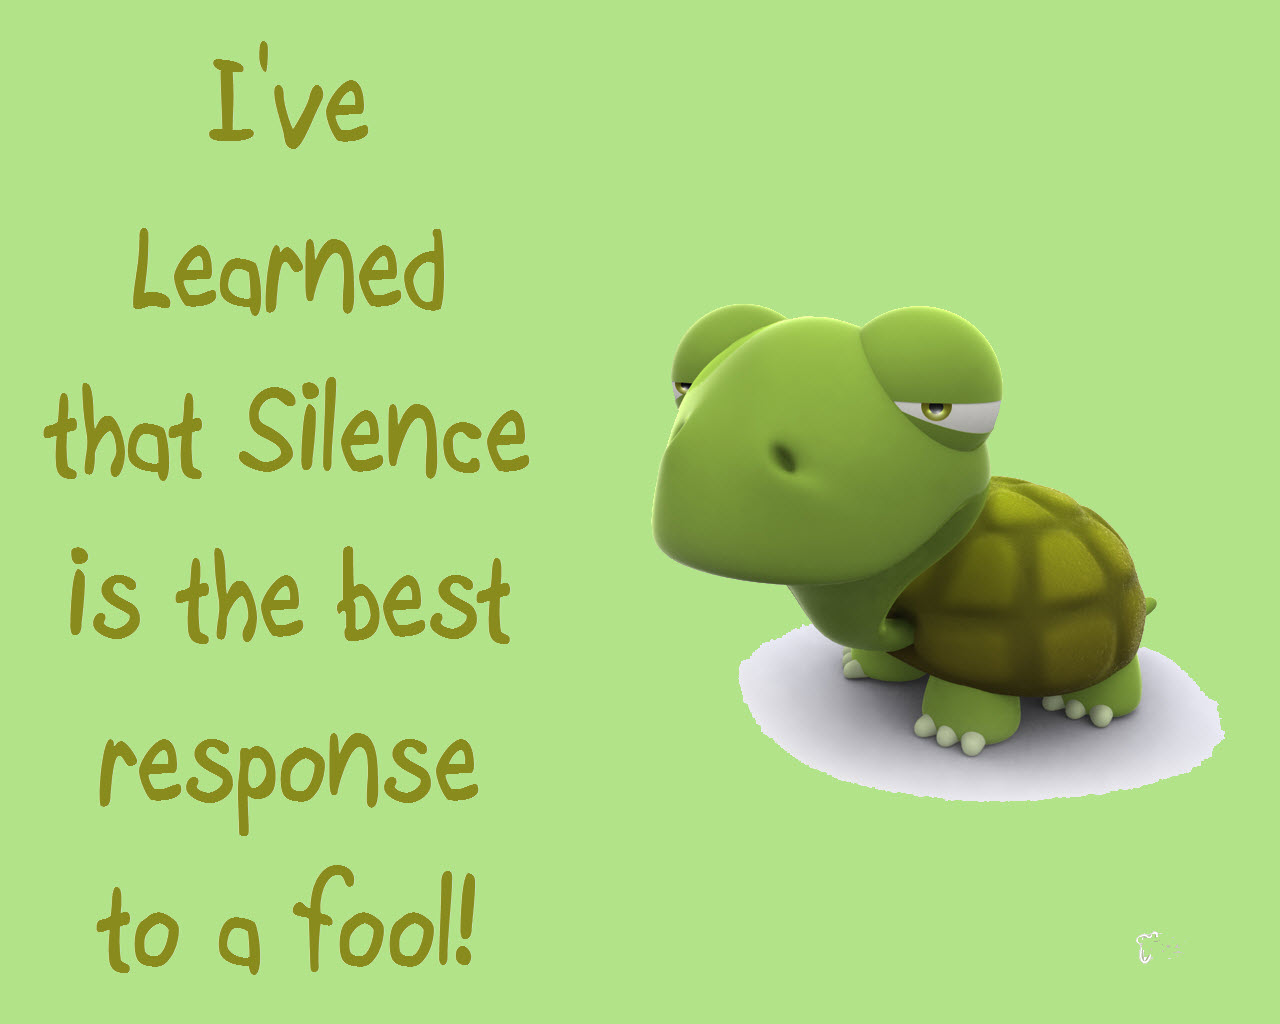 I've
Learned
that Silence
is the best
response
to a fool!